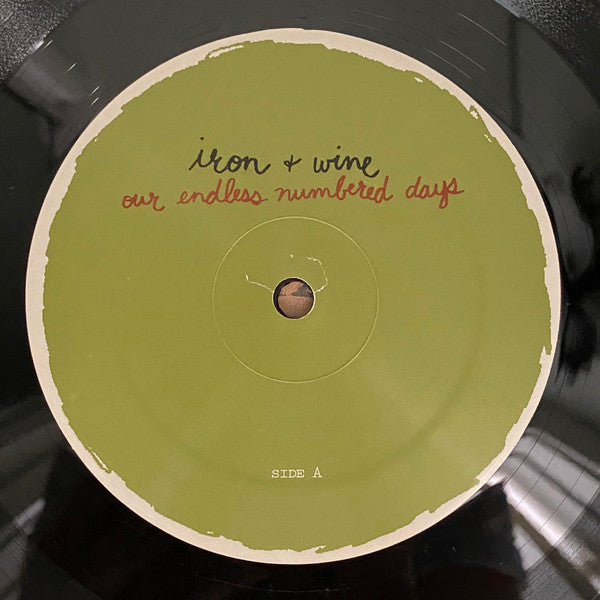 iron + wine
our endless numbered days
SIDE A